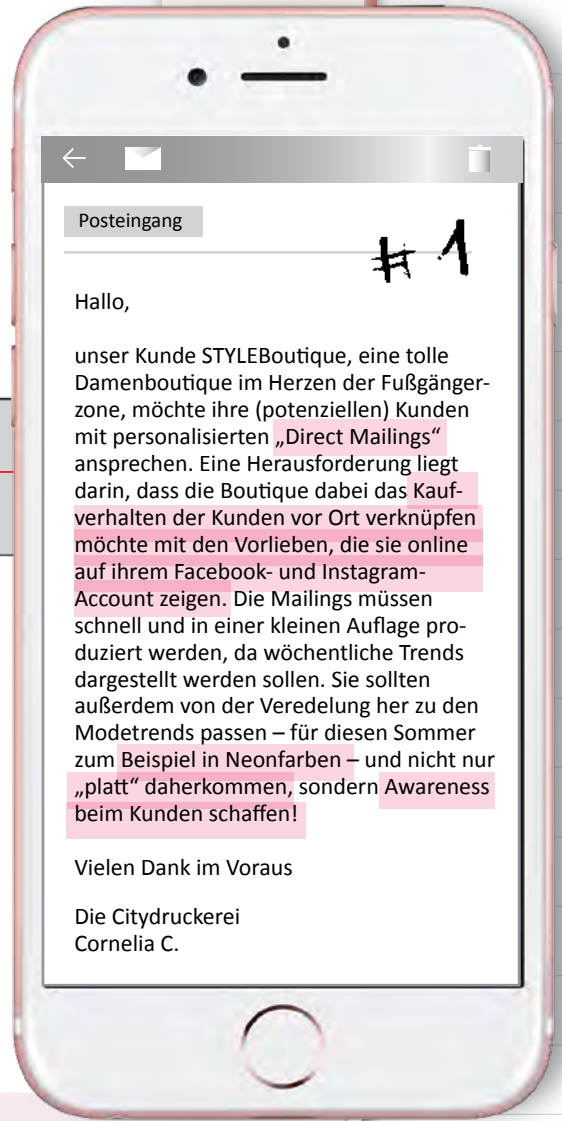 Posteingang
# 1
Hallo,
unser Kunde STYLEBoutique, eine tolle
Damenboutique im Herzen der Fußgänger-
zone, möchte ihre (potenziellen) Kunden
mit personalisierten „Direct Mailings“
ansprechen. Eine Herausforderung liegt
darin, dass die Boutique dabei das Kauf-
verhalten der Kunden vor Ort verknüpfen
möchte mit den Vorlieben, die sie online
auf ihrem Facebook- und Instagram-
Account zeigen. Die Mailings müssen
schnell und in einer kleinen Auflage pro-
duziert werden, da wöchentliche Trends
dargestellt werden sollen. Sie sollten
außerdem von der Veredelung her zu den
Modetrends passen – für diesen Sommer
zum Beispiel in Neonfarben – und nicht nur
„platt“ daherkommen, sondern Awareness
beim Kunden schaffen!
Vielen Dank im Voraus
Die Citydruckerei
Cornelia C.